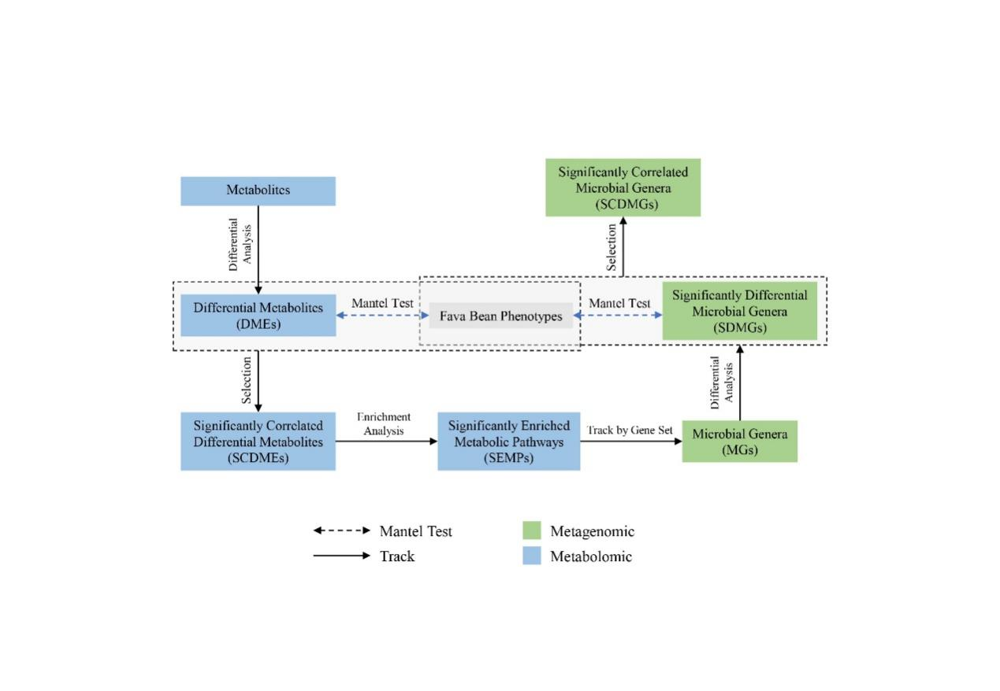 Significantly Correlated
Microbial Genera
(SCDMGs)
Metabolites
Differential
Analysis
Selection
Differential Metabolites
(DMEs)
Mantel Test
Fava Bean Phenotypes
Mantel Test
Significantly Differential
Microbial Genera
(SDMGs)
Selection
Differential
Analysis
Significantly Correlated
Differential Metabolites
(SCDMEs)
Enrichment
Analysis
Significantly Enriched
Metabolic Pathways
(SEMPs)
Track by Gene Set
Microbial Genera
(MGs)
Mantel Test
Metagenomic
Track
Metabolomic